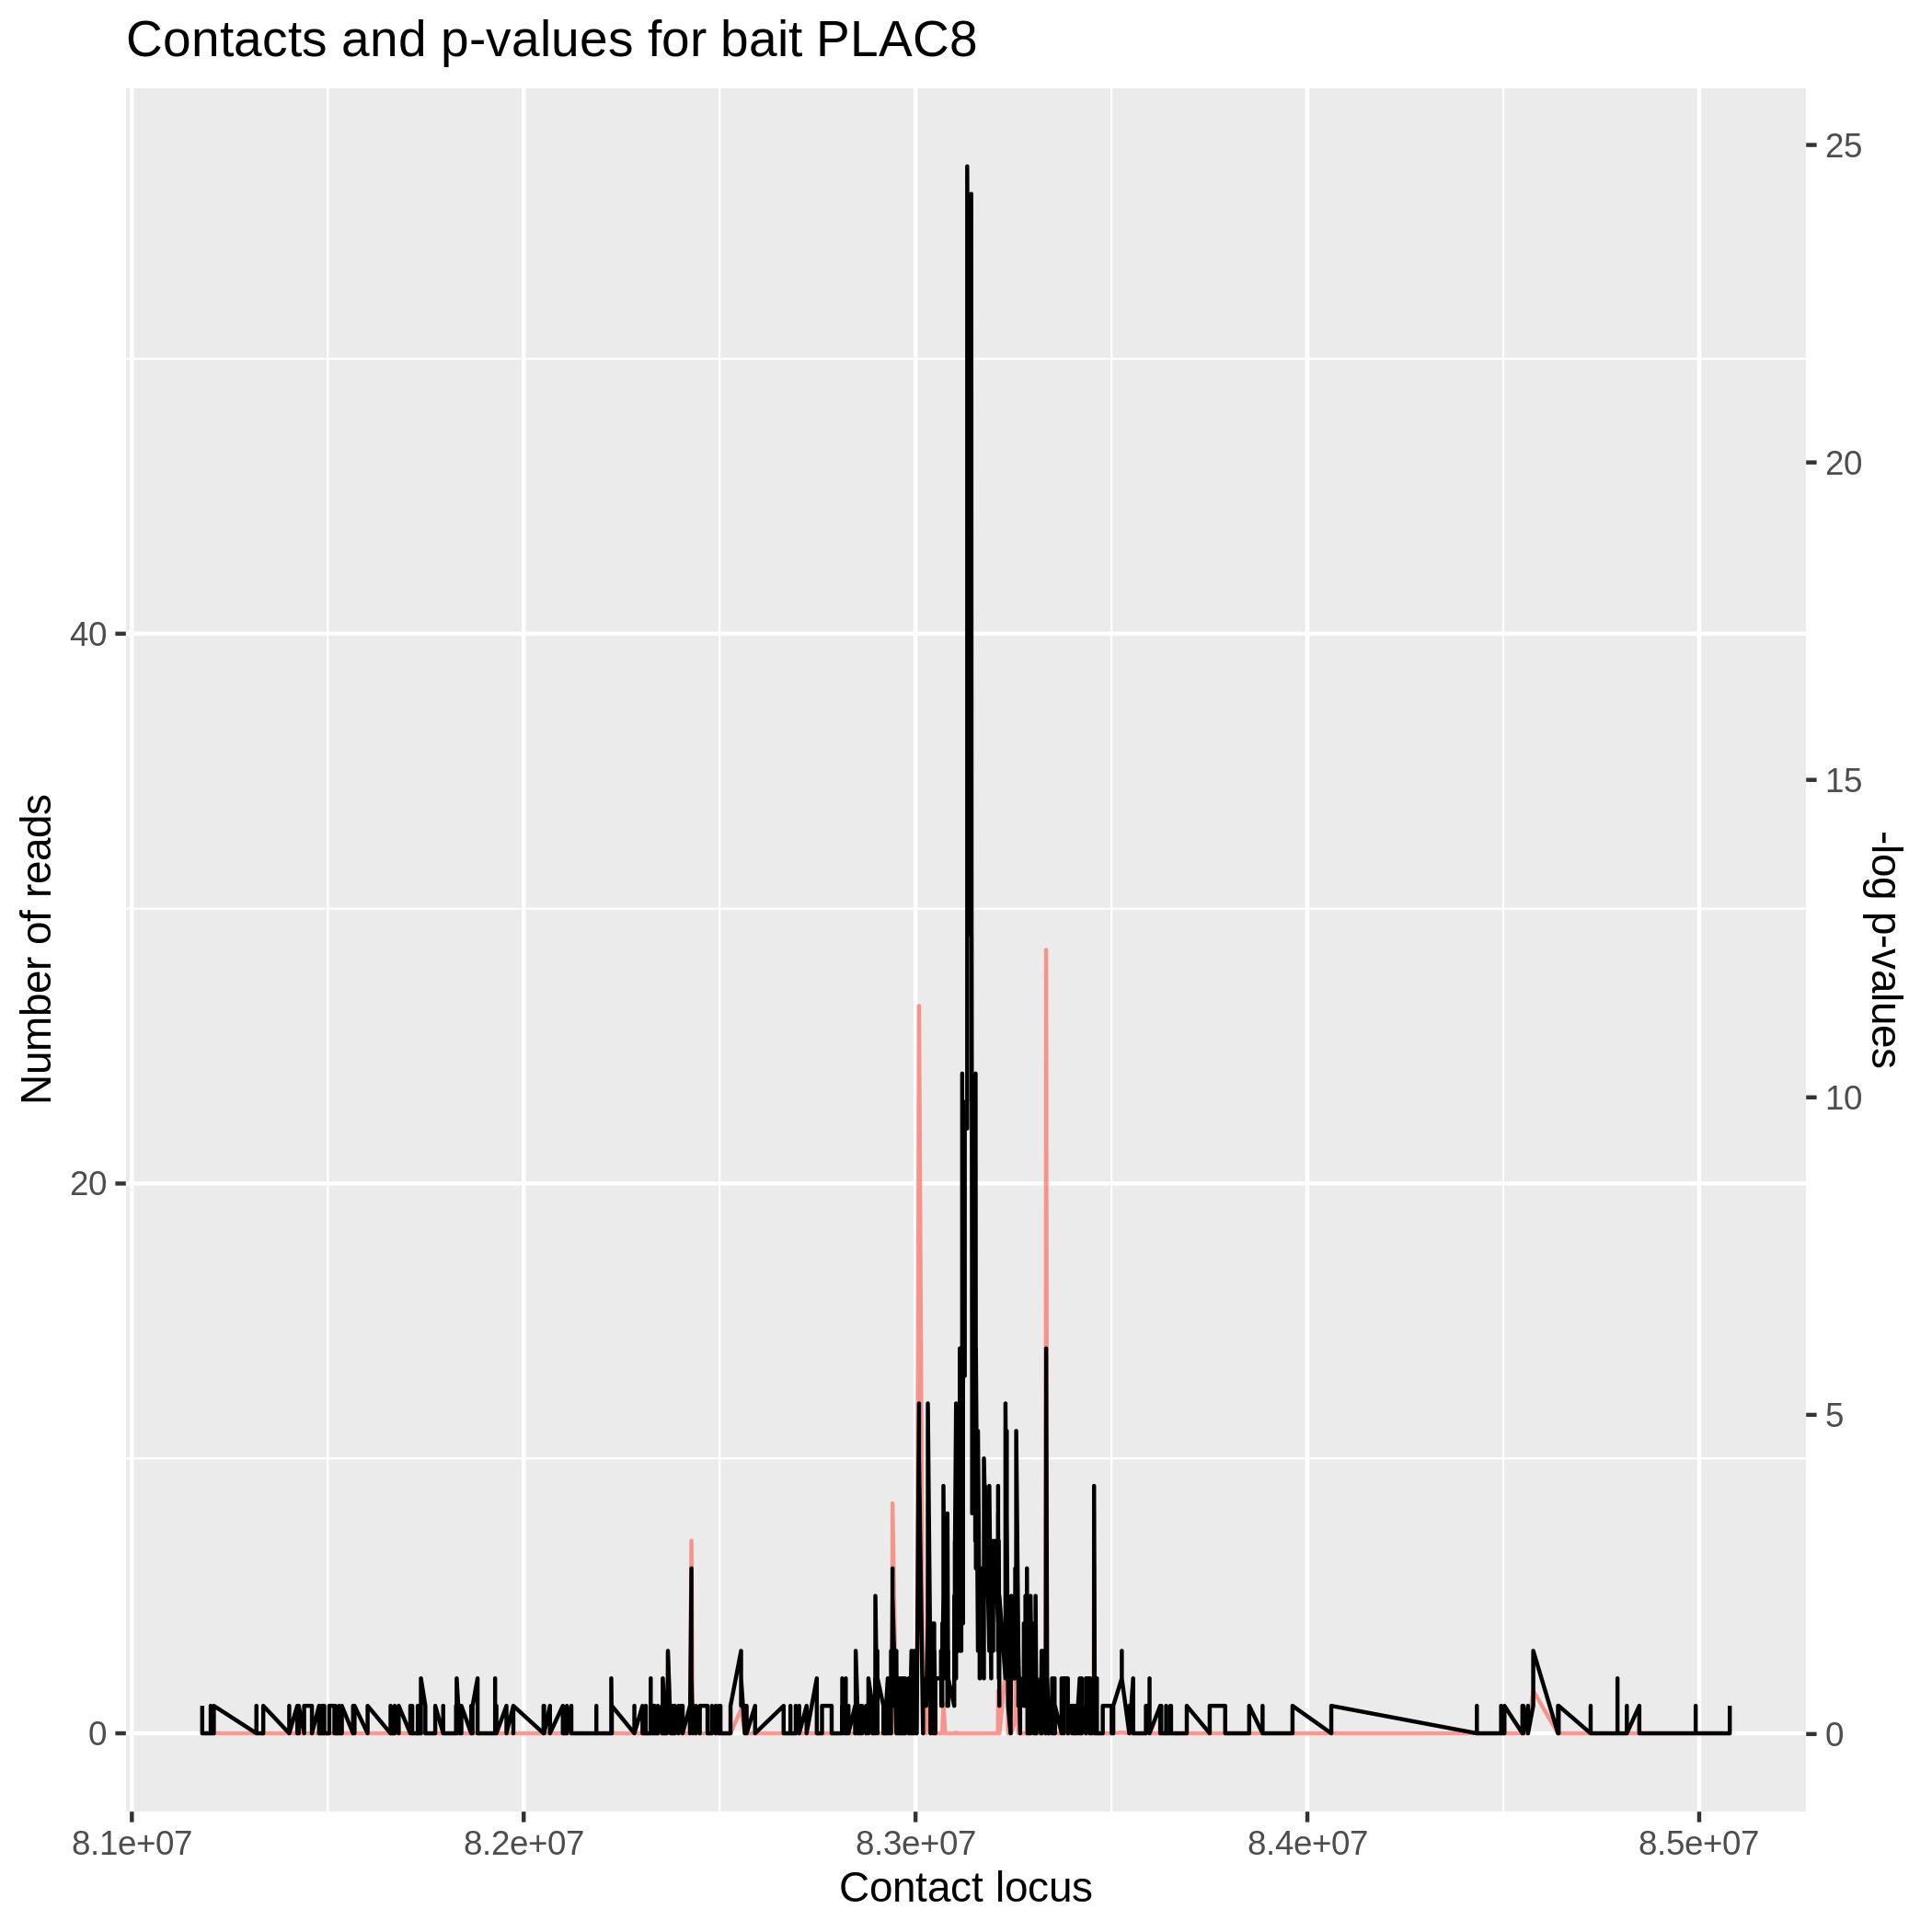 Contacts and p-values for bait PLAC8
Number of reads
40
20
0
25
20
15
10
5
0
-log p-values
8.1e+07
8.2e+07
8.3e+07
8.4e+07
8.5e+07
Contact locus